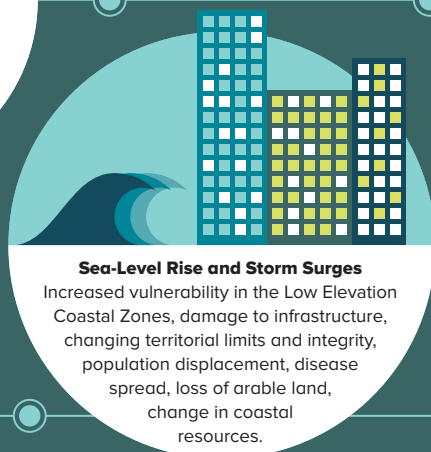 Sea-Level Rise and Storm Surges
Increased vulnerability in the Low Elevation
Coastal Zones, damage to infrastructure,
changing territorial limits and integrity,
population displacement, disease
spread, loss of arable land,
change in coastal
resources.